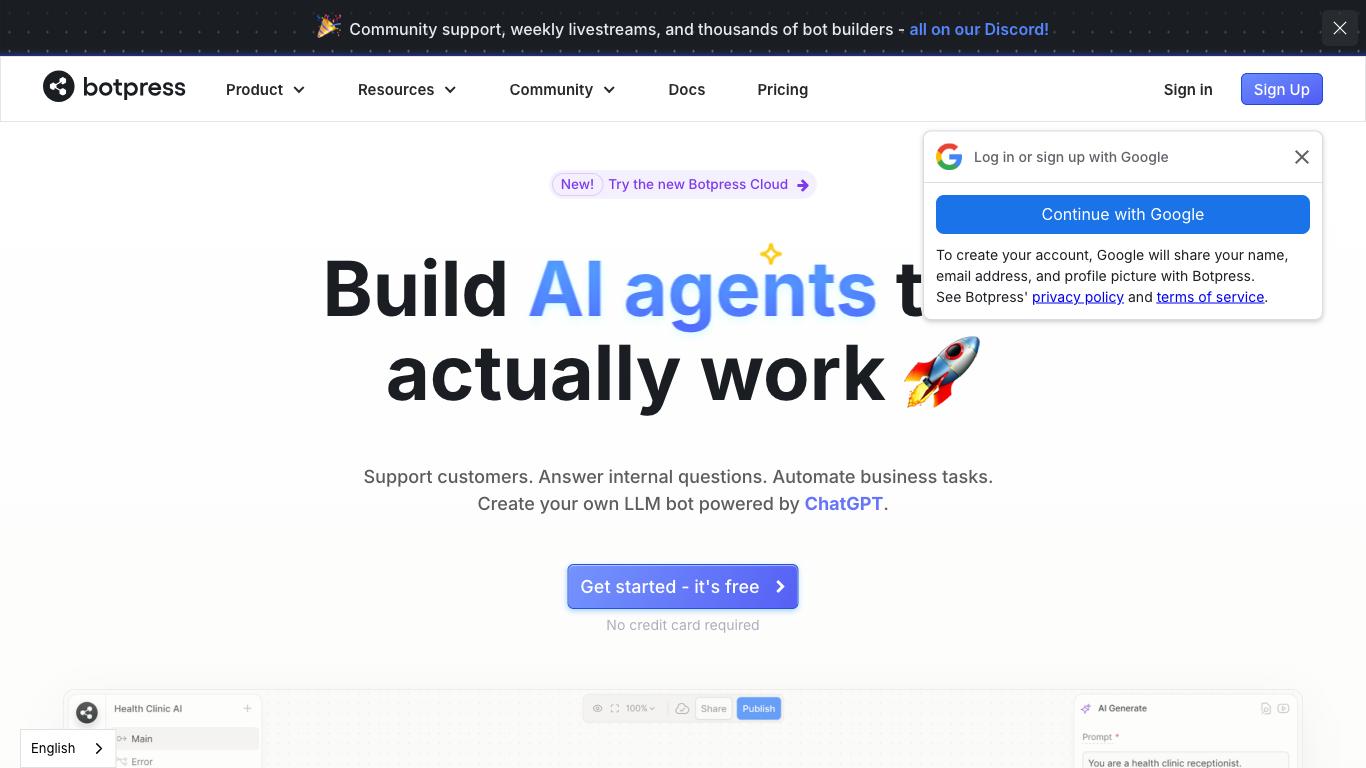 Community support, weekly livestreams, and thousands of bot builders - all on our Discord!
botpress
Product
Resources
Community
Docs
Pricing
Sign in
Sign Up
Log in or sign up with Google
Continue with Google
To create your account, Google will share your name,
email address, and profile picture with Botpress.
See Botpress' privacy policy and terms of service.
New! Try the new Botpress Cloud
Build AI agents t
actually work
Support customers. Answer internal questions. Automate business tasks.
Create your own LLM bot powered by ChatGPT.
Get started - it's free
No credit card required
Health Clinic AI
100%
Share
Publish
AI Generate
Main
Prompt *
Error
You are a health clinic receptionist.
English